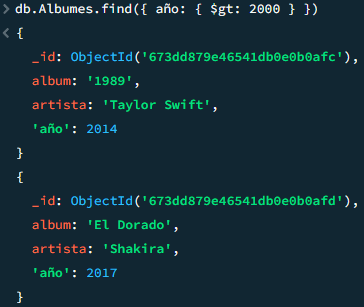 > db.Albumes.find({ año: { $gt: 2000 } })
< {
_id: ObjectId('673dd879e46541db0e0b0afc'),
album: '1989',
artista: 'Taylor Swift',
'año': 2014
}
{
_id: ObjectId('673dd879e46541db0e0b0afd'),
album: 'El Dorado',
artista: 'Shakira',
'año': 2017
}